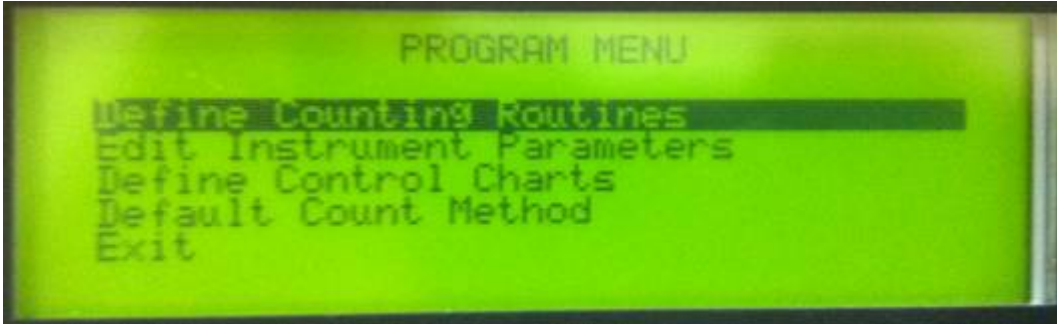 PROGRAM MENU
Define Counting Routines
Edit Instrument Parameters
Define Control Charts
Default Count Method
Exit